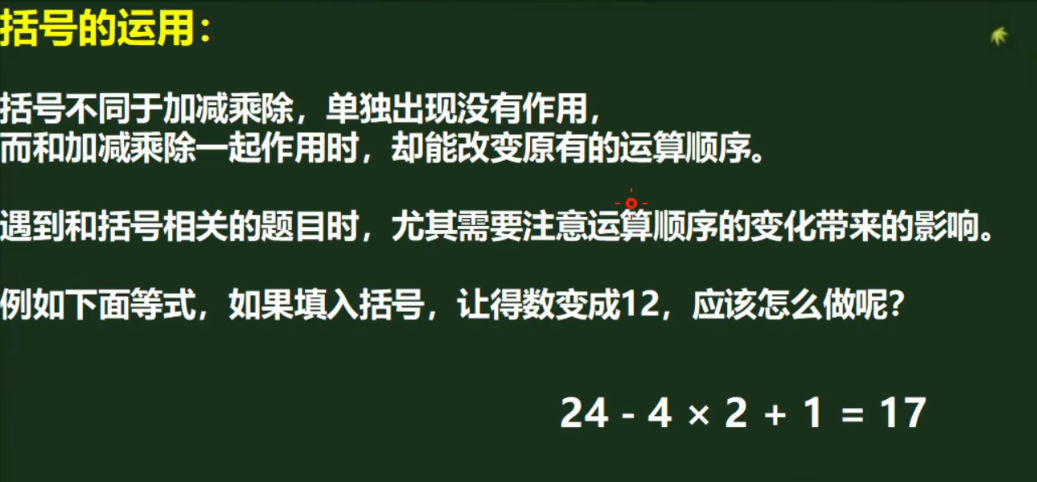 括号的运用：
括号不同于加减乘除，单独出现没有作用，
而和加减乘除一起作用时，却能改变原有的运算顺序。
遇到和括号相关的题目时，尤其需要注意运算顺序的变化带来的影响。
例如下面等式，如果填入括号，让得数变成12，应该怎么做呢？
24 - 4 × 2 + 1 = 17